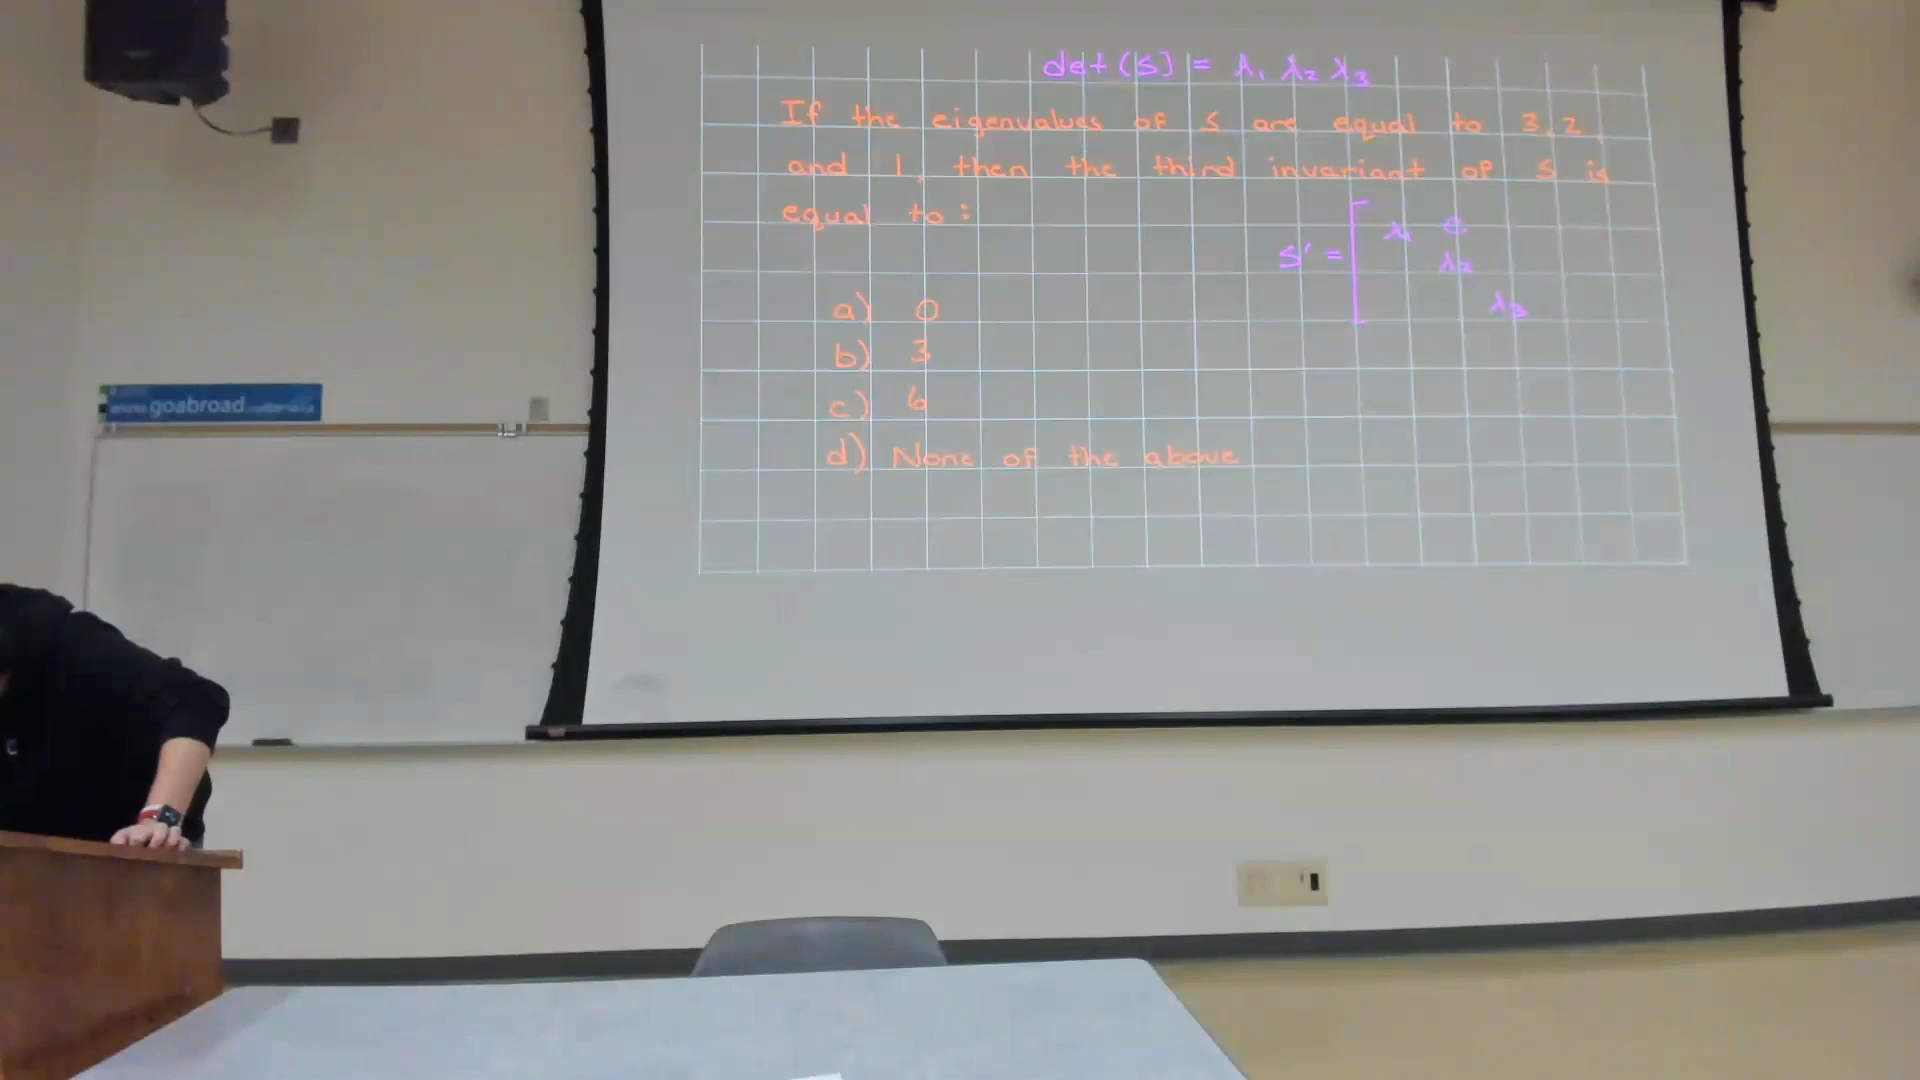 det (S) = λ₁ λ₂ λ₃
If the eigenvalues of S are equal to 3, 2,
and 1, then the third invariant of S is
equal to:
S' = [ λ₁ 0
λ₂
λ₃
a) 0
b) 3
c) 6
d) None of the above
goabroad